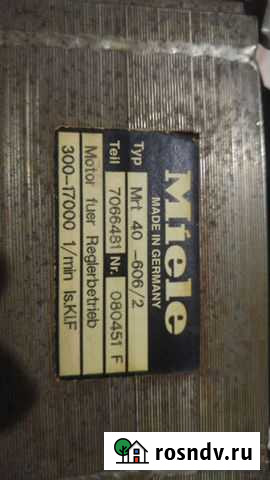 Miele
MADE IN GERMANY
Typ Mrt 40 -606/2
Teil 7066481 Nr. 080451 F
Motor fuer Reglerbetrieb
300-17000 1/min Is.Kl.F
rosndv.ru